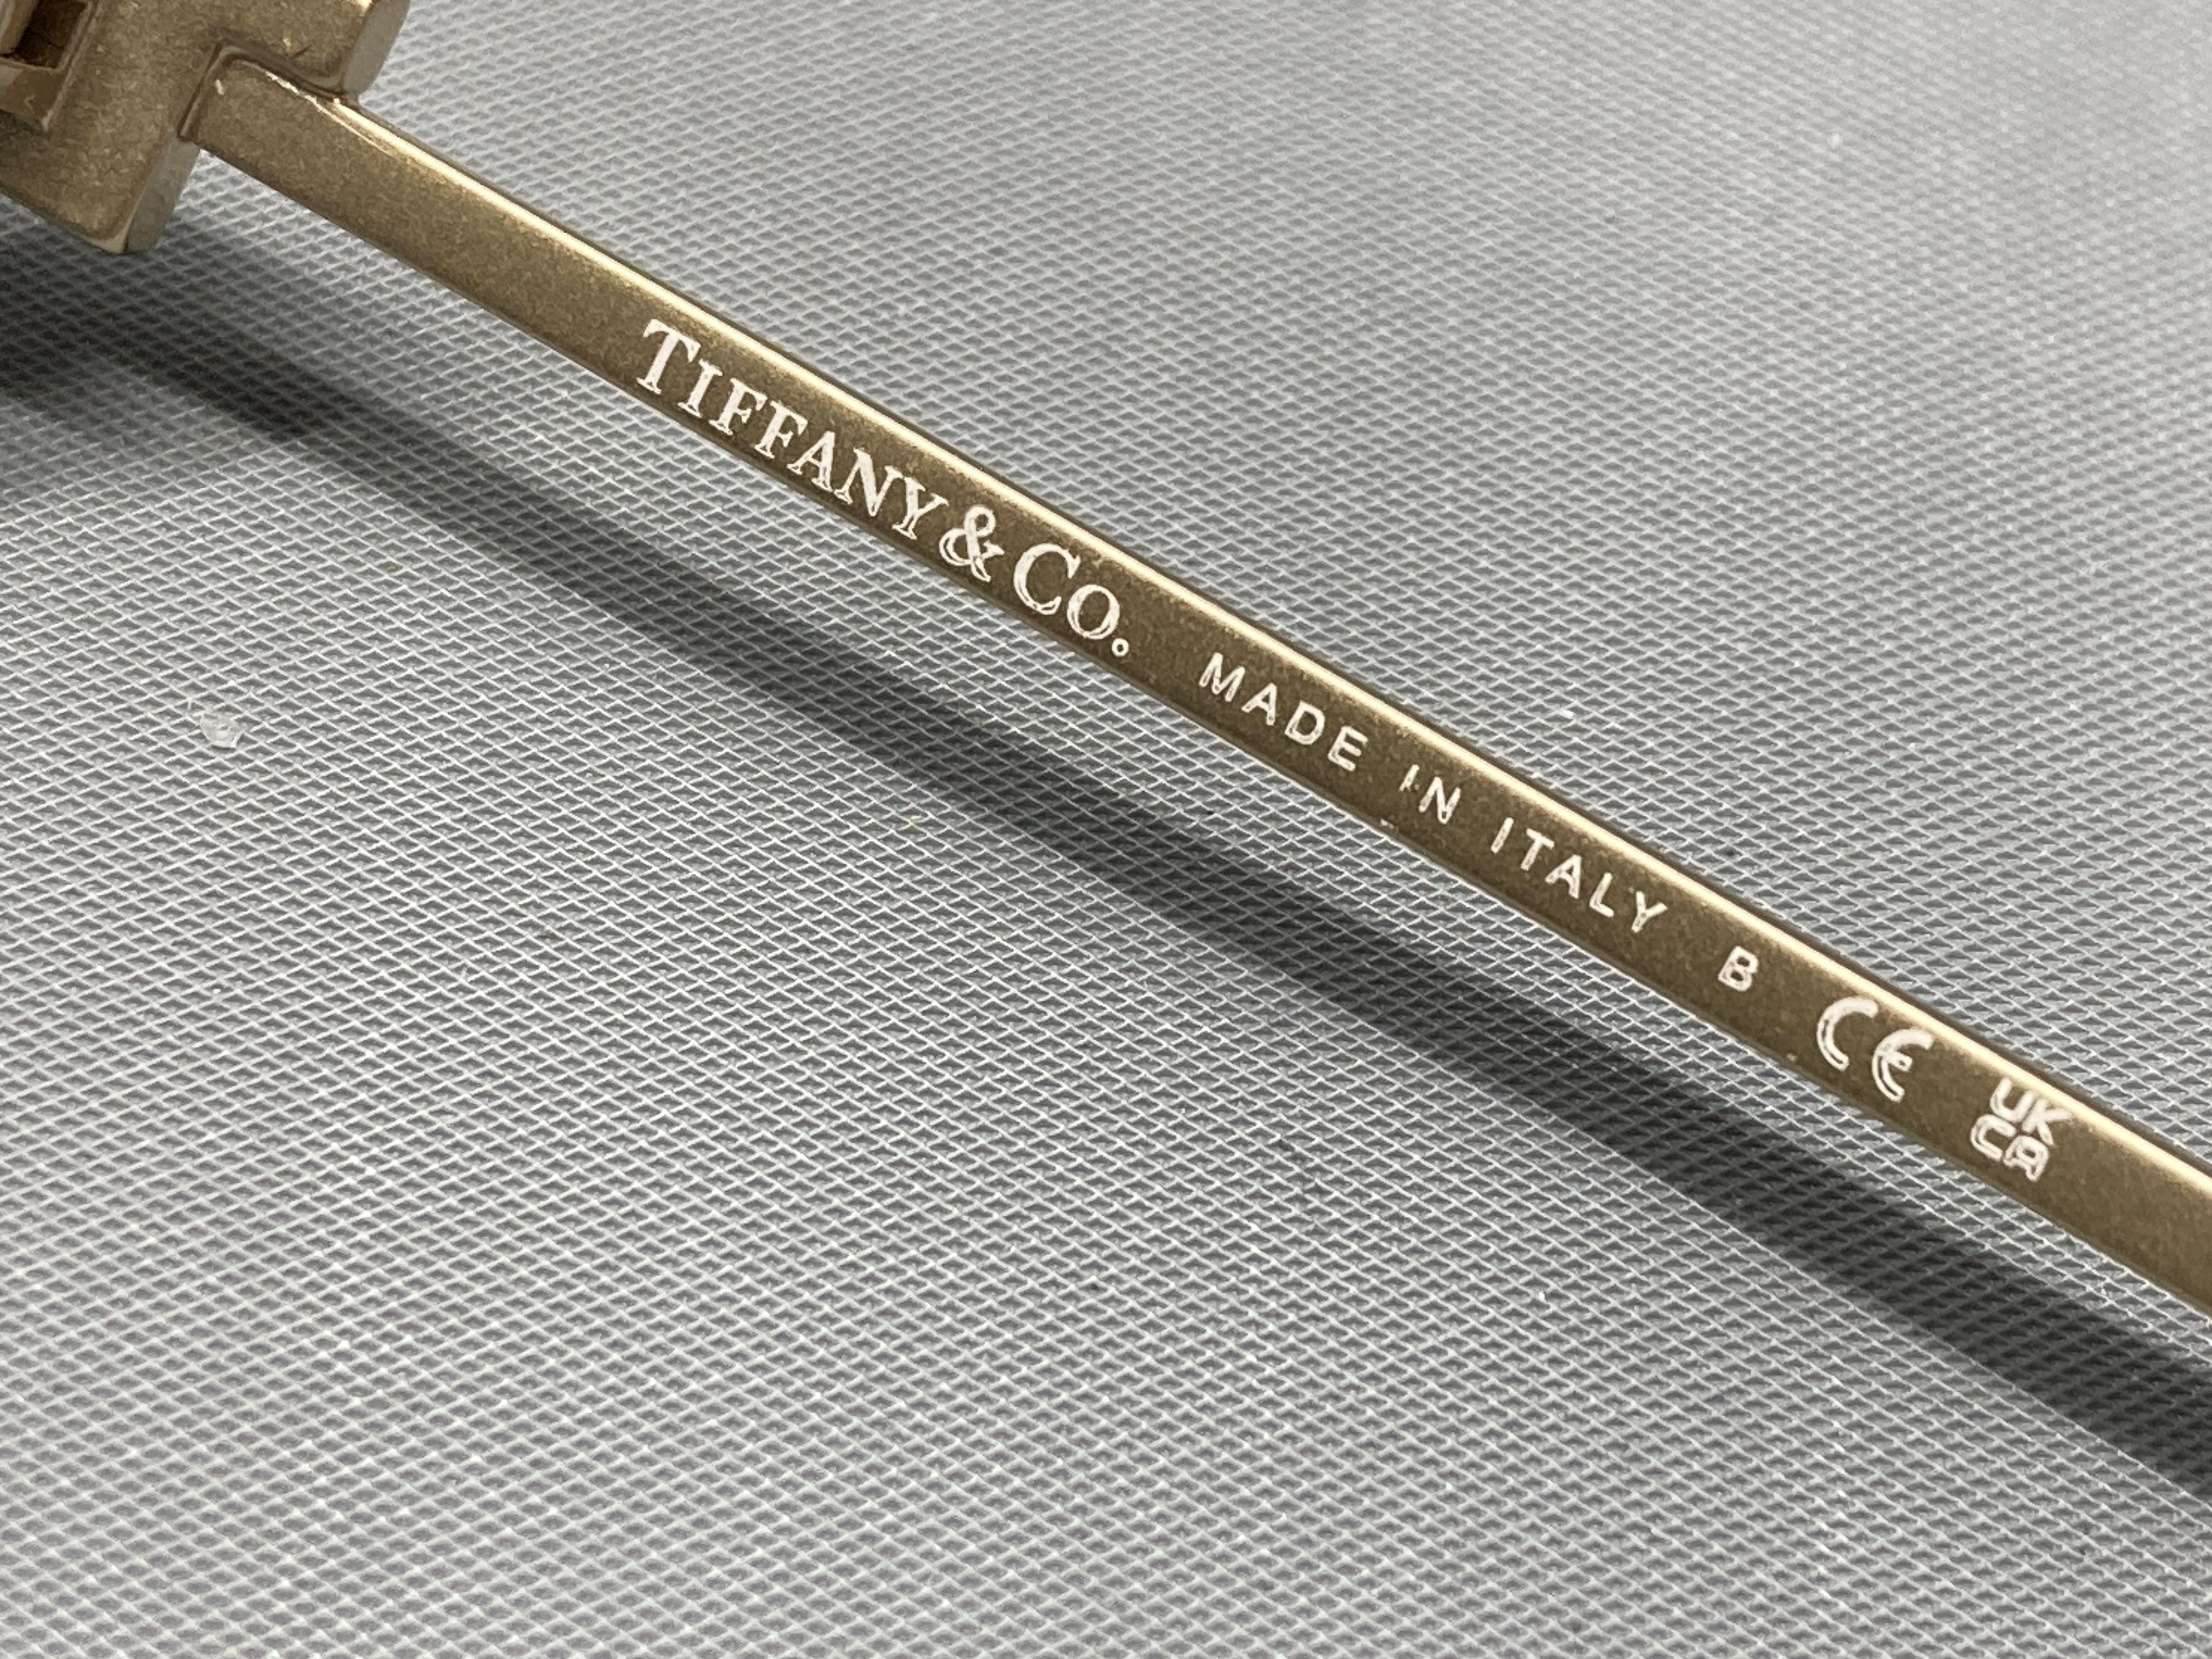 TIFFANY & CO. MADE IN ITALY B CE UK CA